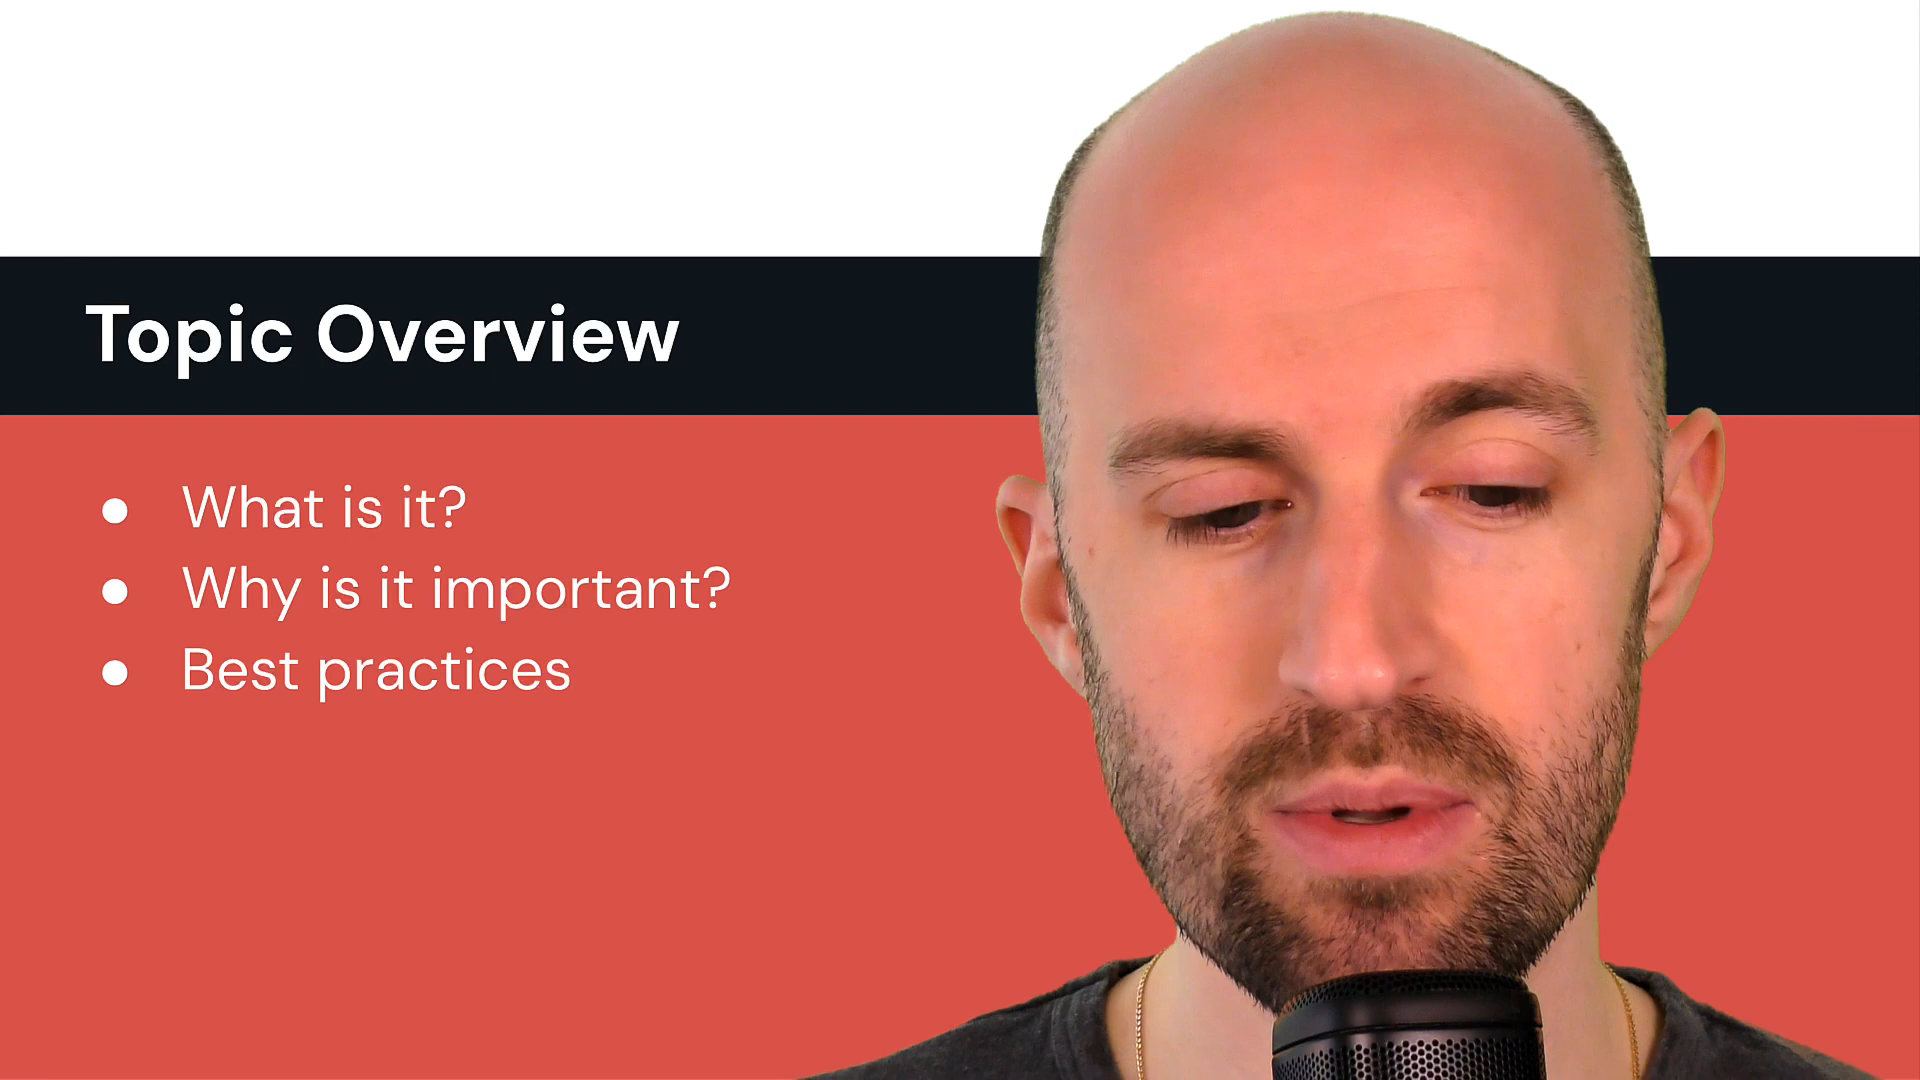 Topic Overview
● What is it?
● Why is it important?
● Best practices